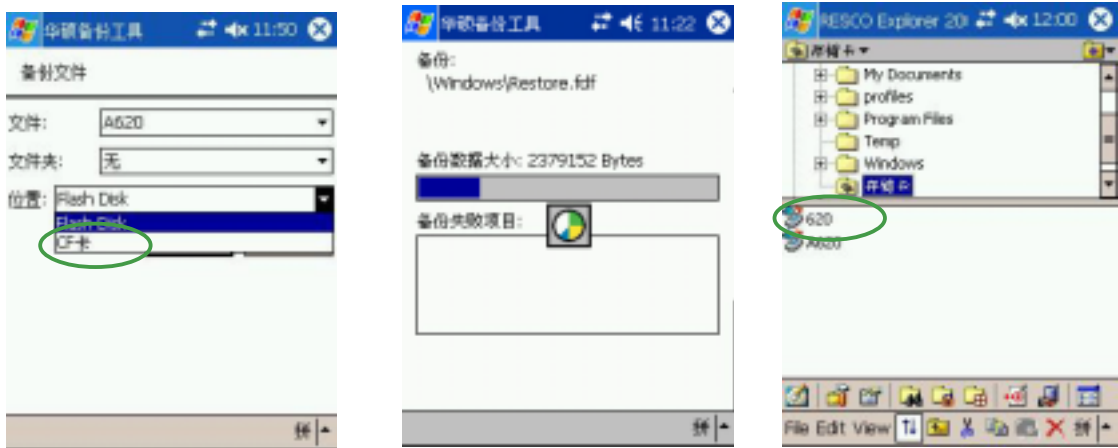 华硕备份工具 11:50
备份文件
文件: A620
文件夹: 无
位置: Flash Disk
Flash Disk
CF卡
拼
华硕备份工具 11:22
备份:
\Windows\Restore.fdf
备份数据大小: 2379152 Bytes
备份失败项目:
拼
RESCO Explorer 20 12:00
存储卡
My Documents
profiles
Program Files
Temp
Windows
存储卡
620
A620
File Edit View 拼